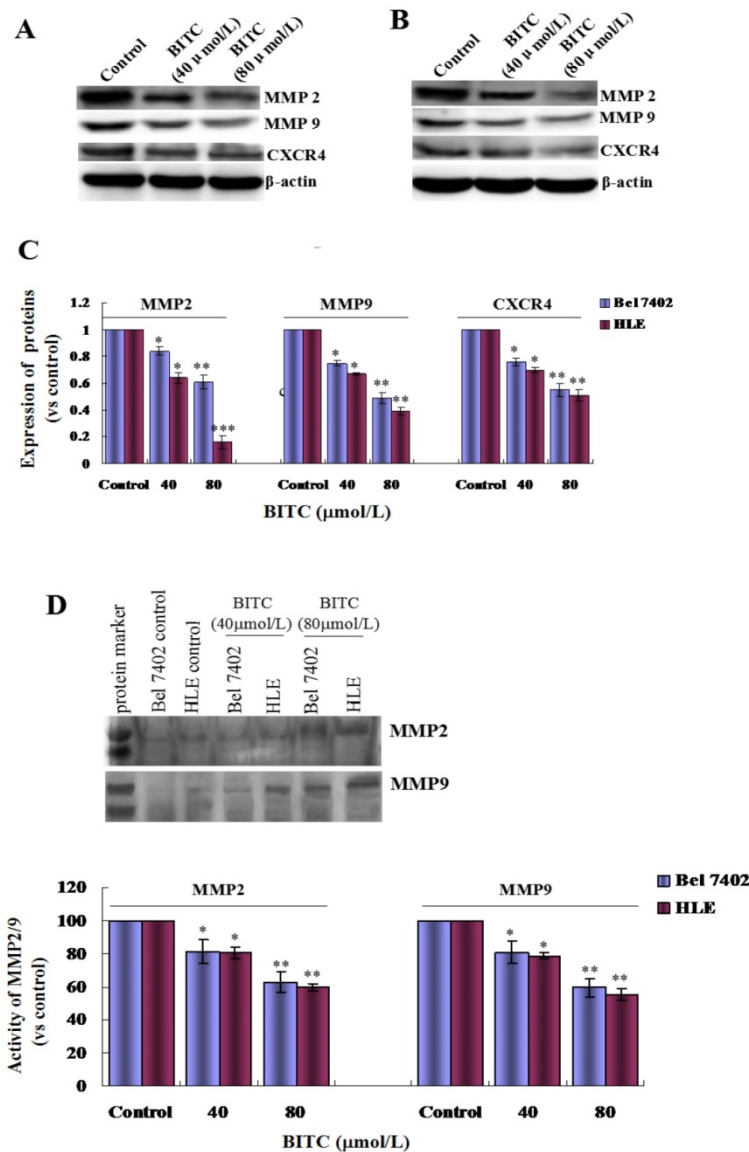 A
Control
BITC
(40 μ mol/L)
BITC
(80 μ mol/L)
MMP 2
MMP 9
CXCR4
β-actin
B
Control
BITC
(40 μ mol/L)
BITC
(80 μ mol/L)
MMP 2
MMP 9
CXCR4
β-actin
C
MMP2
MMP9
CXCR4
Bel7402
HLE
Expression of proteins
(vs control)
1.2
1
0.8
0.6
0.4
0.2
0
* * ** ***
* * ** **
* * ** **
Control 40 80
Control 40 80
Control 40 80
BITC (μmol/L)
D
protein marker
Bel 7402 control
HLE control
BITC
(40μmol/L)
Bel 7402
HLE
BITC
(80μmol/L)
Bel 7402
HLE
MMP2
MMP9
MMP2
MMP9
Bel 7402
HLE
Activity of MMP2/9
(vs control)
120
100
80
60
40
20
0
* * ** **
* * ** **
Control 40 80
Control 40 80
BITC (μmol/L)